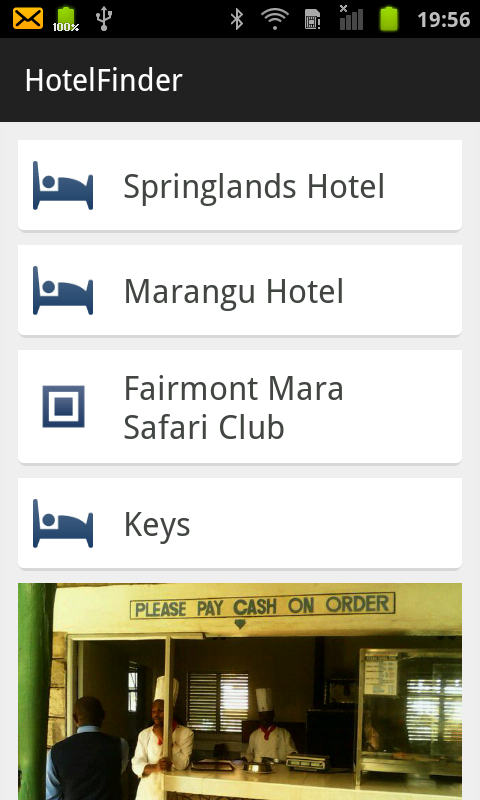 100%
19:56
HotelFinder
Springlands Hotel
Marangu Hotel
Fairmont Mara
Safari Club
Keys
PLEASE PAY CASH ON ORDER